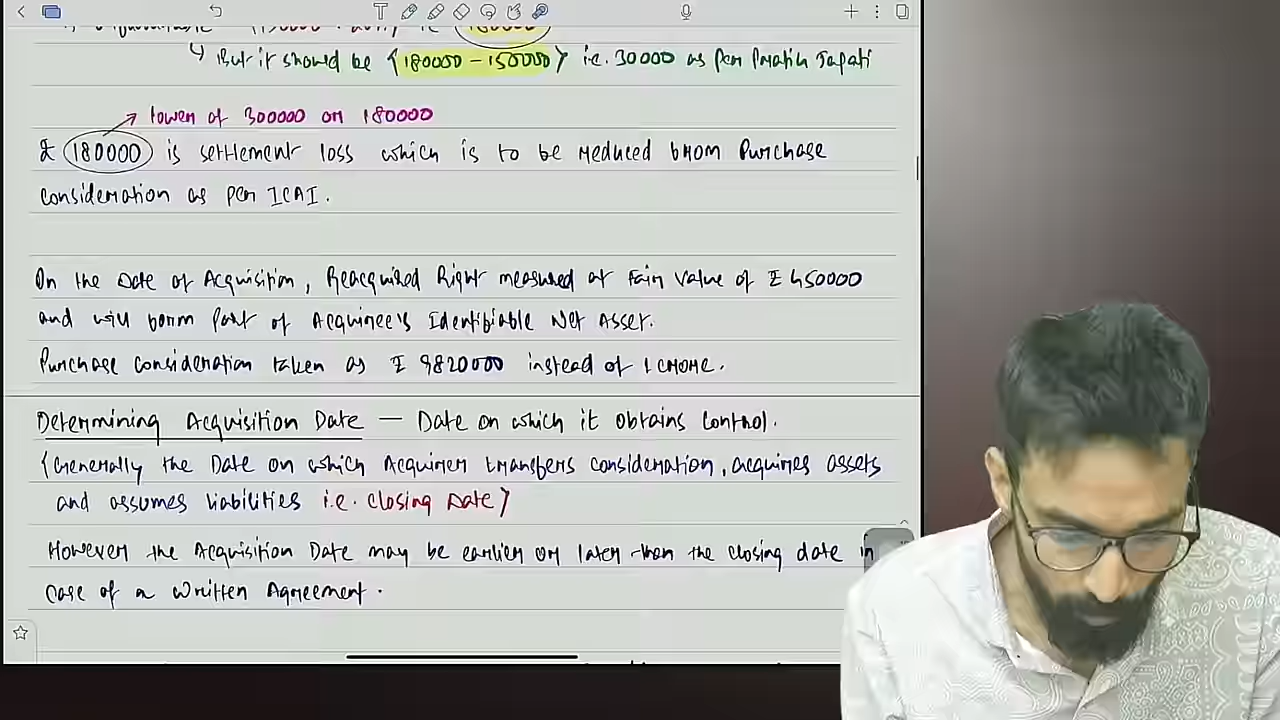 180000
↳ But it should be {180000 - 150000} i.e. 30000 as per Pratik Jagati
lower of 300000 or 180000
₹ 180000 is settlement loss which is to be reduced from Purchase
consideration as per ICAI.
On the Date of Acquisition, Reacquired Right measured at Fair Value of ₹ 450000
and will form Part of Acquiree's Identifiable Net Asset.
Purchase consideration taken as ₹ 9820000 instead of 1 crore.
Determining Acquisition Date — Date on which it obtains control.
{Generally the Date on which Acquirer transfers consideration, acquires assets
and assumes liabilities i.e. Closing Date}
However the Acquisition Date may be earlier or later than the closing date in
case of a written Agreement.